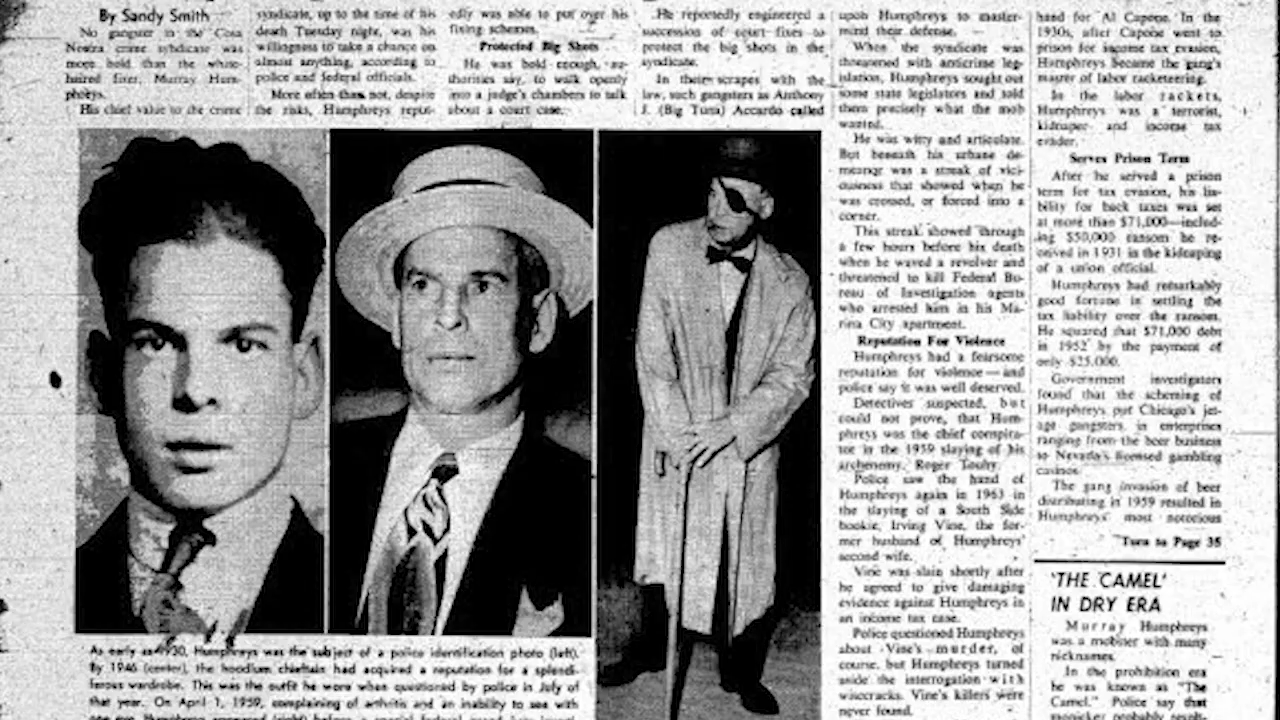 By Sandy Smith
No gangster in the Cosa
Nostra crime syndicate was
more bold than the white-
haired fixer, Murray Hum-
phreys.
His chief value to the crime
syndicate, up to the time of his
death Tuesday night, was his
willingness to take a chance on
almost anything, according to
police and federal officials.
More often than not, despite
the risks, Humphreys repur-
edly was able to put over his
fixing schemes.
Protected Big Shots
He was bold enough, au-
thorities say, to walk openly
into a judge's chambers to talk
about a court case.
He reportedly engineered a
succession of court fixes to
protect the big shots in the
syndicate.
In their scrapes with the
law, such gangsters as Anthony
J. (Big Tuna) Accardo called
upon Humphreys to master-
mind their defense.
When the syndicate was
threatened with anticrime leg-
islation, Humphreys sought out
some state legislators and told
them precisely what the mob
wanted.
He was witty and articulate.
But beneath his urbane de-
meanor was a streak of vici-
ousness that showed when he
was crossed, or forced into a
corner.
This streak showed through
a few hours before his death
when he waved a revolver and
threatened to kill Federal Bu-
reau of Investigation agents
who arrested him in his Ma-
rina City apartment.
Reputation For Violence
Humphreys had a fearsome
reputation for violence—and
police say it was well deserved.
Detectives suspected, but
could not prove, that Hum-
phreys was the chief conspira-
tor in the 1959 slaying of his
archenemy, Roger Touhy.
Police saw the hand of
Humphreys again in 1963 in
the slaying of a South Side
bookie, Irving Vine, the for-
mer husband of Humphreys'
second wife.
Vine was slain shortly after
he agreed to give damaging
evidence against Humphreys in
an income tax case.
Police questioned Humphreys
about Vine's murder, of
course, but Humphreys turned
aside the interrogation with
wisecracks. Vine's killers were
never found.
hand for Al Capone. In the
1930s, after Capone went to
prison for income tax evasion,
Humphreys became the gang's
master of labor racketeering.
In the labor rackets,
Humphreys was a terrorist,
kidnaper and income tax
evader.
Serves Prison Term
After he served a prison
term for tax evasion, his lia-
bility for back taxes was set
at more than $71,000—includ-
ing $50,000 ransom he re-
ceived in 1931 in the kidnaping
of a union official.
Humphreys had remarkably
good fortune in settling the
tax liability over the ransom.
He squared that $71,000 debt
in 1952 by the payment of
only $25,000.
Government investigators
found that the scheming of
Humphreys put Chicago's jet-
age gangsters in enterprises
ranging from the beer business
to Nevada's licensed gambling
casinos.
The gang invasion of beer
distributing in 1959 resulted in
Humphreys' most notorious
Turn to Page 35
'THE CAMEL'
IN DRY ERA
Murray Humphreys
was a mobster with many
nicknames.
In the prohibition era
he was known as "The
Camel." Police say that
As early as 1930, Humphreys was the subject of a police identification photo (left).
By 1946 (center), the hoodlum chieftain had acquired a reputation for a splendi-
ferous wardrobe. This was the outfit he wore when questioned by police in July of
that year. On April 1, 1959, complaining of arthritis and an inability to see with